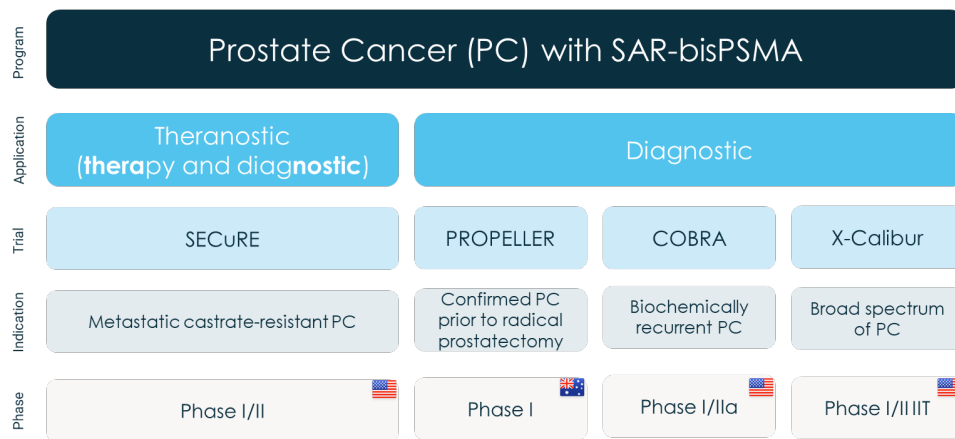 Program
Prostate Cancer (PC) with SAR-bisPSMA
Application
Theranostic
(therapy and diagnostic)
Diagnostic
Trial
SECuRE
PROPELLER
COBRA
X-Calibur
Indication
Metastatic castrate-resistant PC
Confirmed PC
prior to radical
prostatectomy
Biochemically
recurrent PC
Broad spectrum
of PC
Phase
Phase I/II
Phase I
Phase I/IIa
Phase I/II IIT